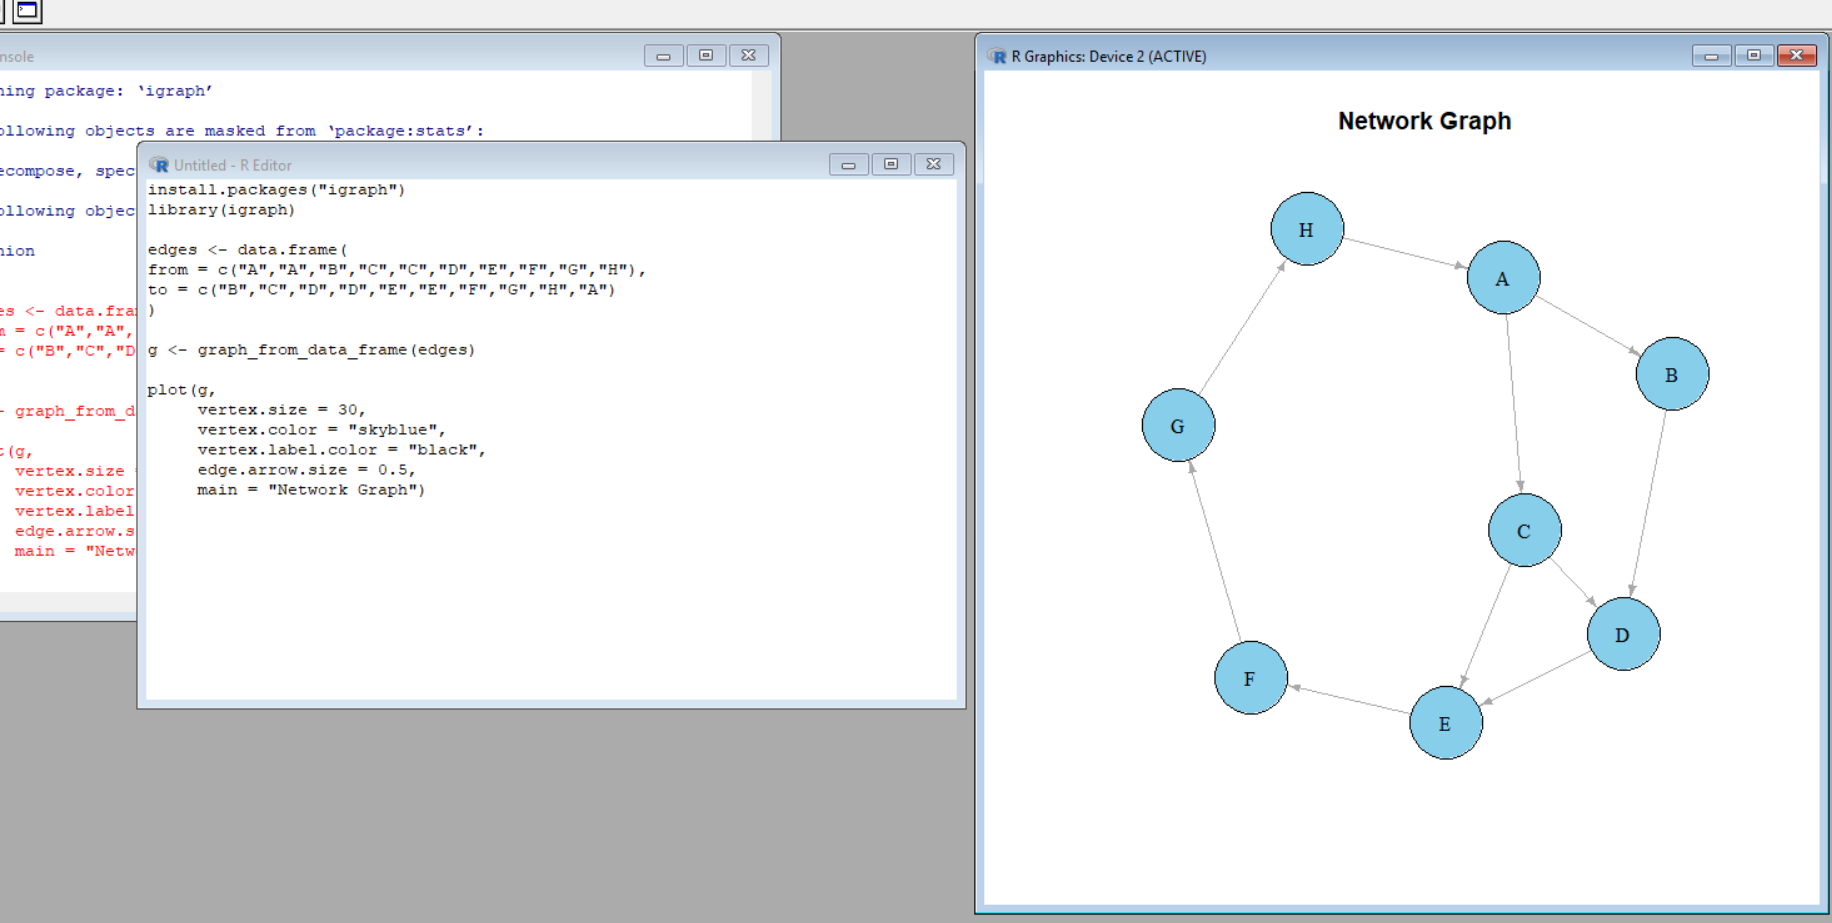 nsole
ning package: ‘igraph’
ollowing objects are masked from ‘package:stats’:
ecompose, spec
ollowing objec
nion
es <- data.fra
m = c("A","A",
= c("B","C","D
- graph_from_d
t(g,
vertex.size =
vertex.color
vertex.label
edge.arrow.s
main = "Netw
Untitled - R Editor
install.packages("igraph")
library(igraph)
edges <- data.frame(
from = c("A","A","B","C","C","D","E","F","G","H"),
to = c("B","C","D","D","E","E","F","G","H","A")
)
g <- graph_from_data_frame(edges)
plot(g,
vertex.size = 30,
vertex.color = "skyblue",
vertex.label.color = "black",
edge.arrow.size = 0.5,
main = "Network Graph")
R Graphics: Device 2 (ACTIVE)
Network Graph
H
A
B
G
C
D
F
E